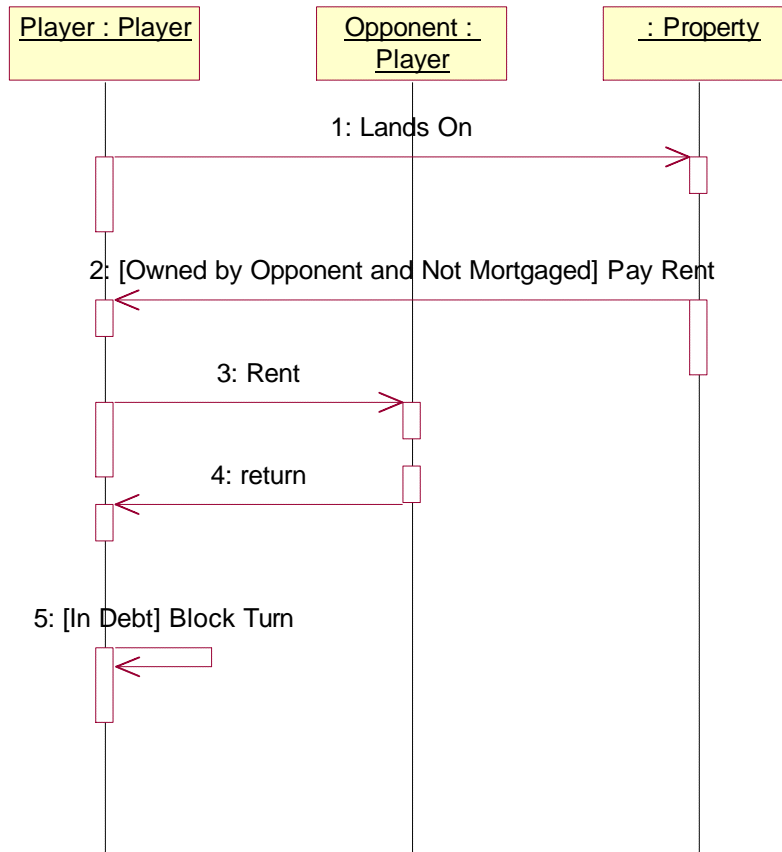 Player : Player
Opponent :
Player
: Property
1: Lands On
2: [Owned by Opponent and Not Mortgaged] Pay Rent
3: Rent
4: return
5: [In Debt] Block Turn